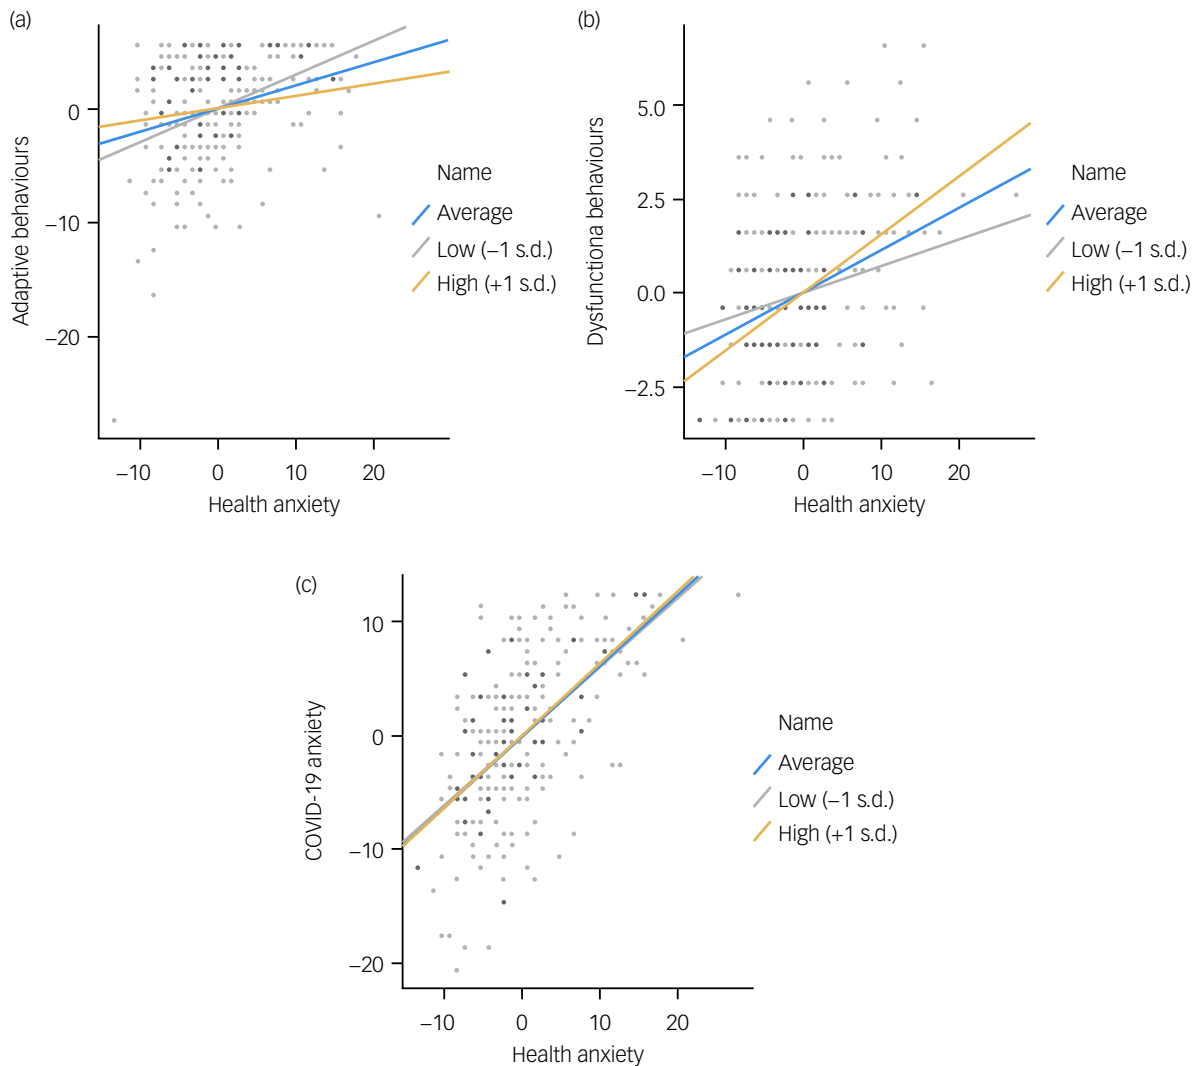 (a)
0
−10
−20
Adaptive behaviours
−10 0 10 20
Health anxiety
Name
Average
Low (−1 s.d.)
High (+1 s.d.)
(b)
5.0
2.5
0.0
−2.5
Dysfunctiona behaviours
−10 0 10 20
Health anxiety
Name
Average
Low (−1 s.d.)
High (+1 s.d.)
(c)
10
0
−10
−20
COVID-19 anxiety
−10 0 10 20
Health anxiety
Name
Average
Low (−1 s.d.)
High (+1 s.d.)